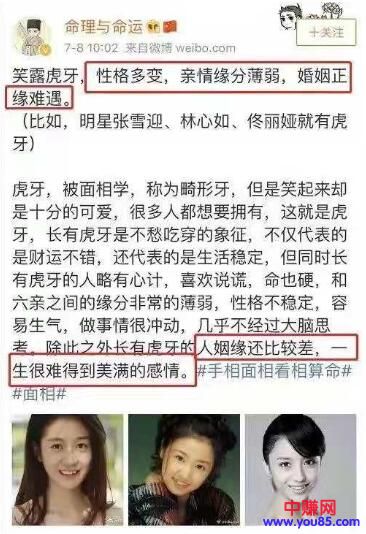 命理与命运
7-8 10:02 来自微博 weibo.com
+关注
笑露虎牙，性格多变，亲情缘分薄弱，婚姻正
缘难遇。
（比如，明星张雪迎、林心如、佟丽娅就有虎
牙）
虎牙，被面相学，称为畸形牙，但是笑起来却
是十分的可爱，很多人都想要拥有，这就是虎
牙，长有虎牙是不愁吃穿的象征，不仅代表的
是财运不错，还代表的是生活稳定，但同时长
有虎牙的人略有心计，喜欢说谎，命也硬，和
六亲之间的缘分非常的薄弱，性格不稳定，容
易生气，做事情很冲动，几乎不经过大脑思
考。除此之外长有虎牙的人姻缘还比较差，一
生很难得到美满的感情。#手相面相看相算命#
#面相#
中赚网
www.you85.com